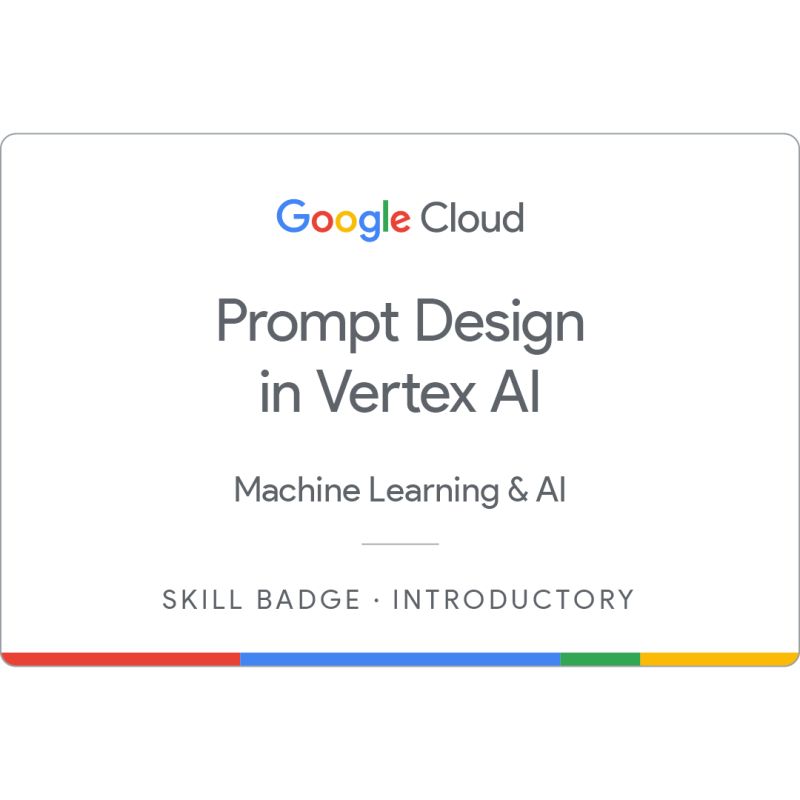 Google Cloud
Prompt Design
in Vertex AI
Machine Learning & AI
SKILL BADGE · INTRODUCTORY